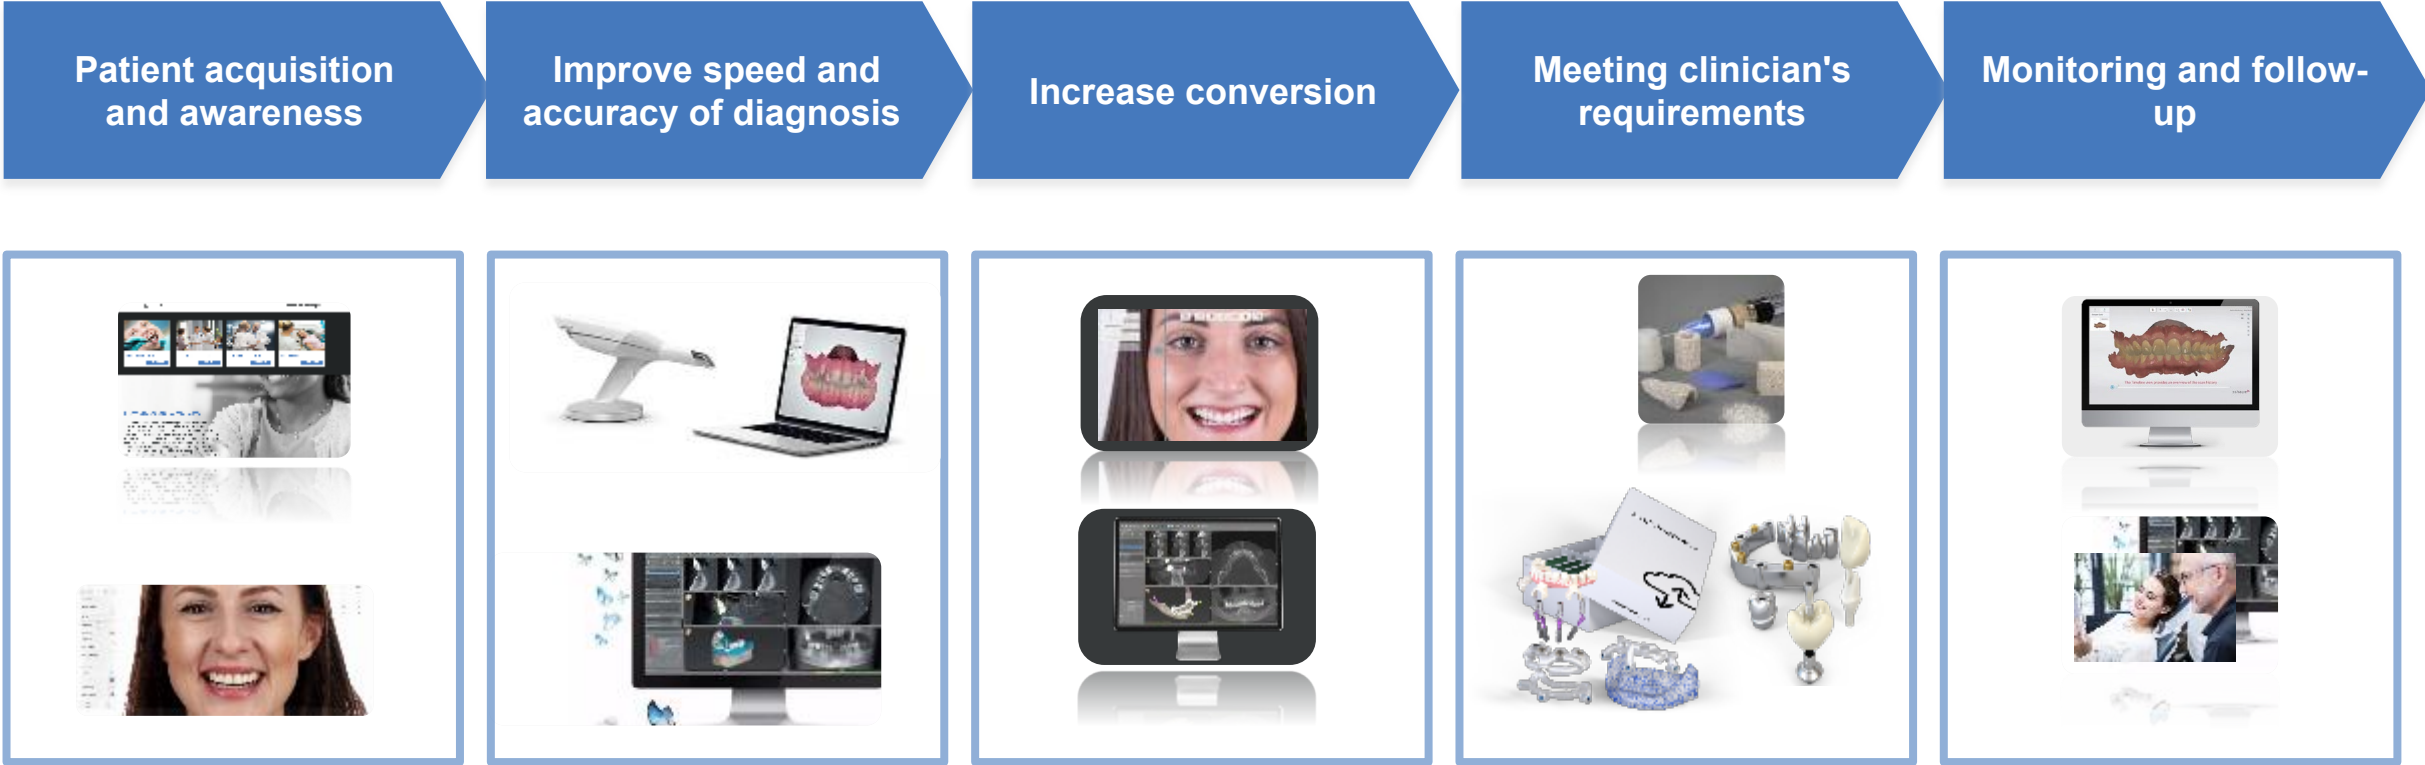 Patient acquisition
and awareness
Improve speed and
accuracy of diagnosis
Increase conversion
Meeting clinician's
requirements
Monitoring and follow-
up